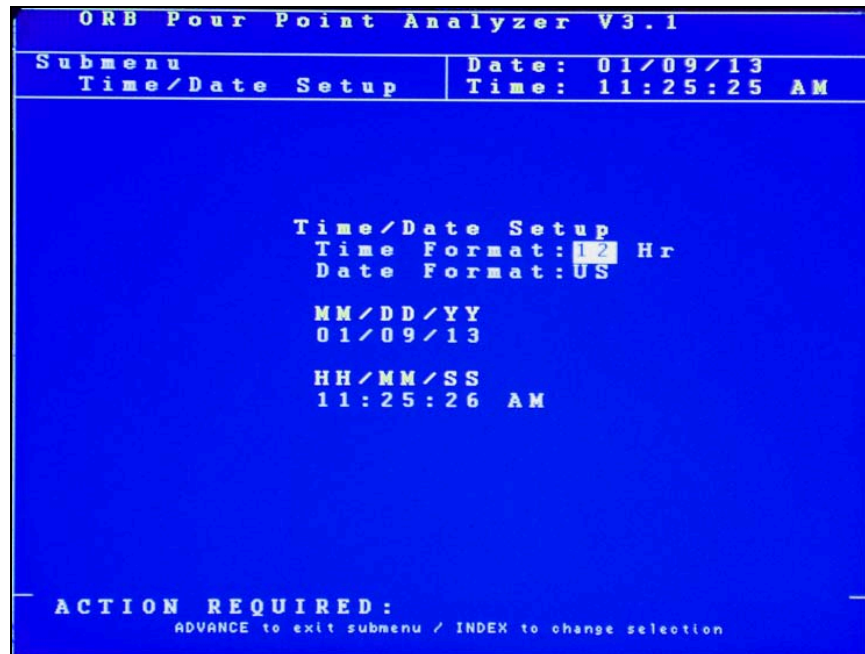 ORB Pour Point Analyzer V3.1
Submenu
Time/Date Setup
Date: 01/09/13
Time: 11:25:25 AM
Time/Date Setup
Time Format:12 Hr
Date Format:US
MM/DD/YY
01/09/13
HH/MM/SS
11:25:26 AM
ACTION REQUIRED:
ADVANCE to exit submenu / INDEX to change selection